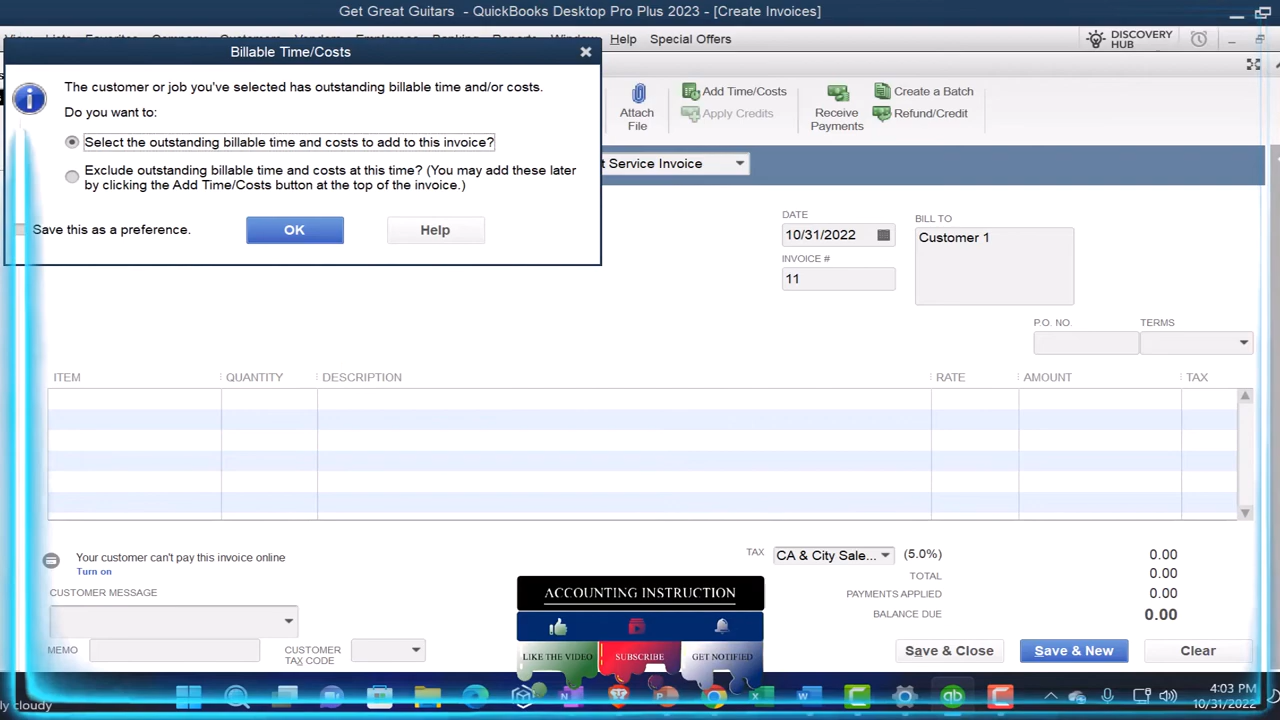 Get Great Guitars - QuickBooks Desktop Pro Plus 2023 - [Create Invoices]
Help Special Offers
DISCOVERY
HUB
Billable Time/Costs
The customer or job you've selected has outstanding billable time and/or costs.
Do you want to:
Select the outstanding billable time and costs to add to this invoice?
Exclude outstanding billable time and costs at this time? (You may add these later
by clicking the Add Time/Costs button at the top of the invoice.)
Save this as a preference.
OK
Help
Attach
File
Add Time/Costs
Apply Credits
Receive
Payments
Create a Batch
Refund/Credit
t Service Invoice
DATE
10/31/2022
INVOICE #
11
BILL TO
Customer 1
P.O. NO.
TERMS
ITEM QUANTITY DESCRIPTION RATE AMOUNT TAX
Your customer can't pay this invoice online
Turn on
CUSTOMER MESSAGE
MEMO
CUSTOMER
TAX CODE
TAX CA & City Sale... (5.0%) 0.00
TOTAL 0.00
PAYMENTS APPLIED 0.00
BALANCE DUE 0.00
ACCOUNTING INSTRUCTION
LIKE THE VIDEO SUBSCRIBE GET NOTIFIED
Save & Close Save & New Clear
ly cloudy
4:03 PM
10/31/2022